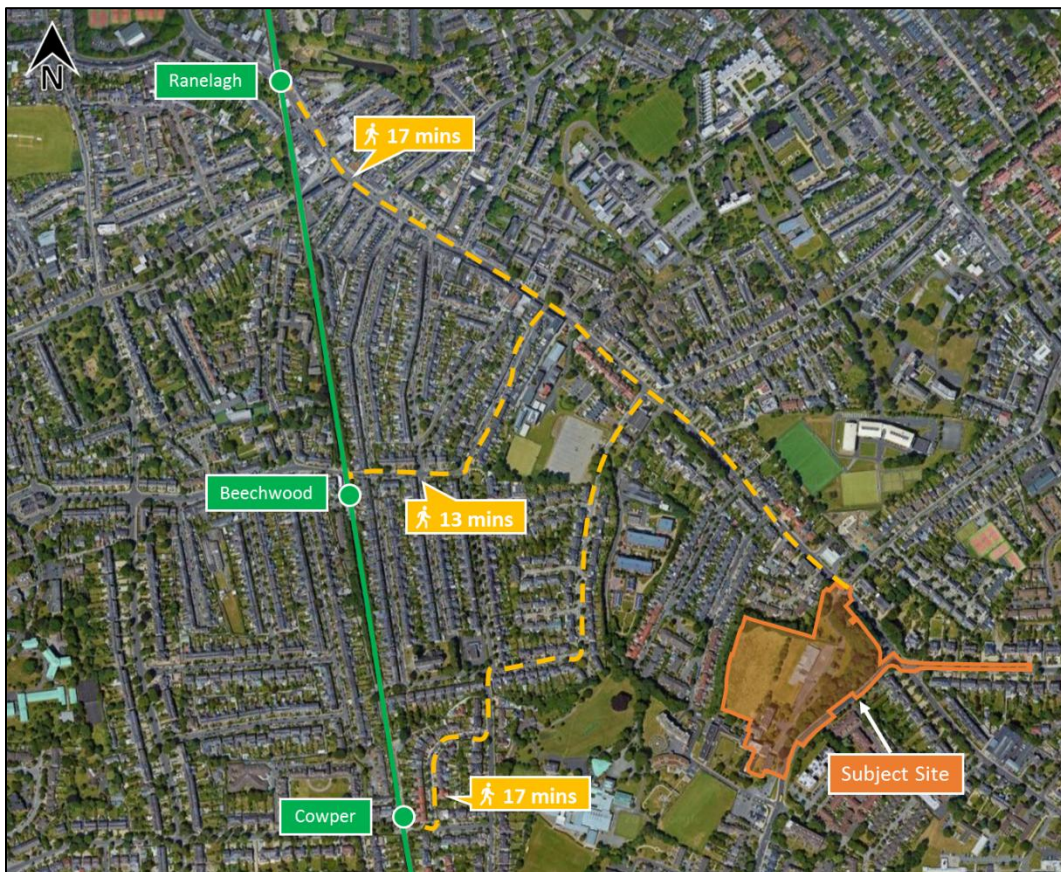 N
Ranelagh
17 mins
Beechwood
13 mins
Subject Site
17 mins
Cowper